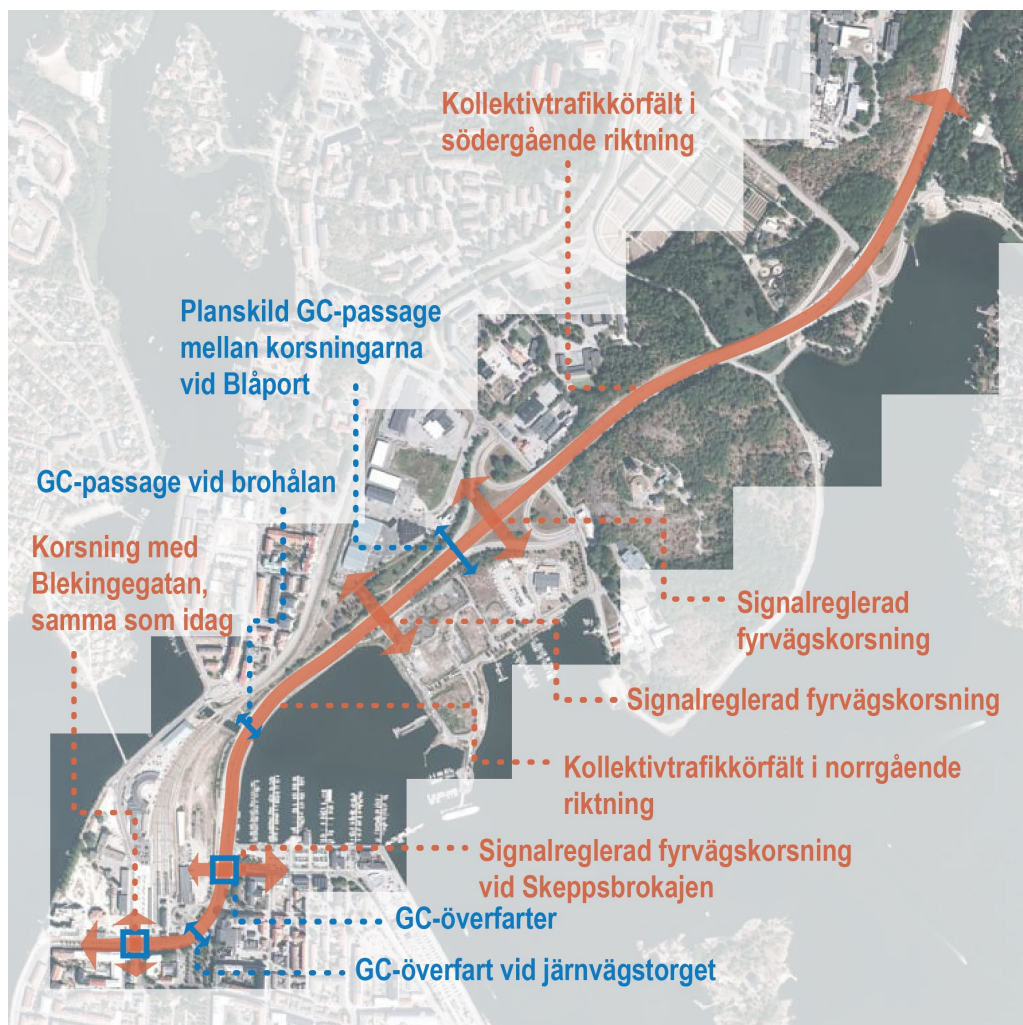 Kollektivtrafikkörfält i
södergående riktning
Planskild GC-passage
mellan korsningarna
vid Blåport
GC-passage vid brohålan
Korsning med
Blekingegatan,
samma som idag
Signalreglerad
fyrvägskorsning
Signalreglerad fyrvägskorsning
Kollektivtrafikkörfält i norrgående
riktning
Signalreglerad fyrvägskorsning
vid Skeppsbrokajen
GC-överfarter
GC-överfart vid järnvägstorget